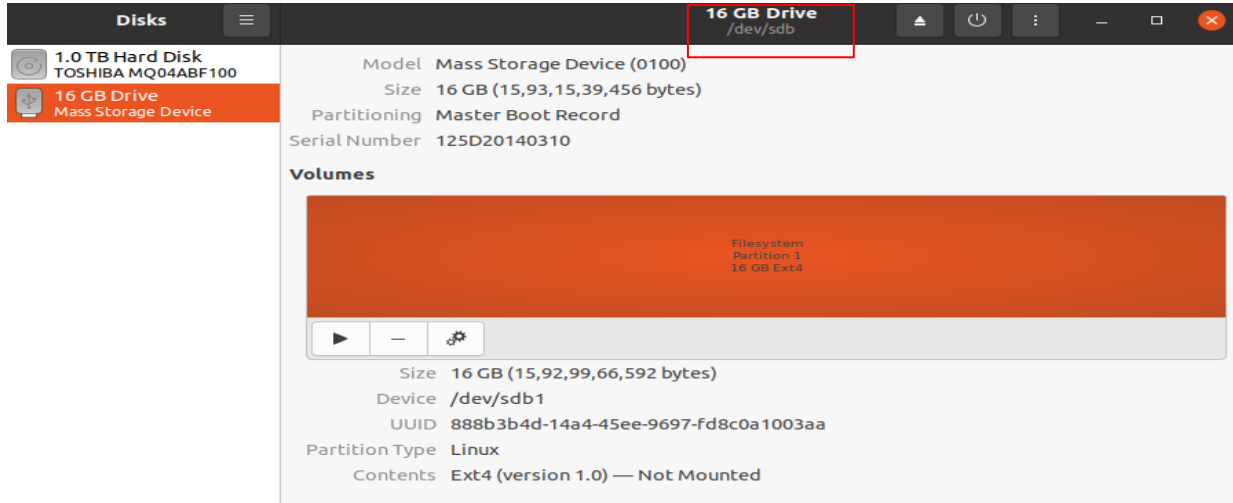 Disks
16 GB Drive
/dev/sdb
1.0 TB Hard Disk
TOSHIBA MQ04ABF100
16 GB Drive
Mass Storage Device
Model Mass Storage Device (0100)
Size 16 GB (15,93,15,39,456 bytes)
Partitioning Master Boot Record
Serial Number 125D20140310
Volumes
Filesystem
Partition 1
16 GB Ext4
Size 16 GB (15,92,99,66,592 bytes)
Device /dev/sdb1
UUID 888b3b4d-14a4-45ee-9697-fd8c0a1003aa
Partition Type Linux
Contents Ext4 (version 1.0) — Not Mounted